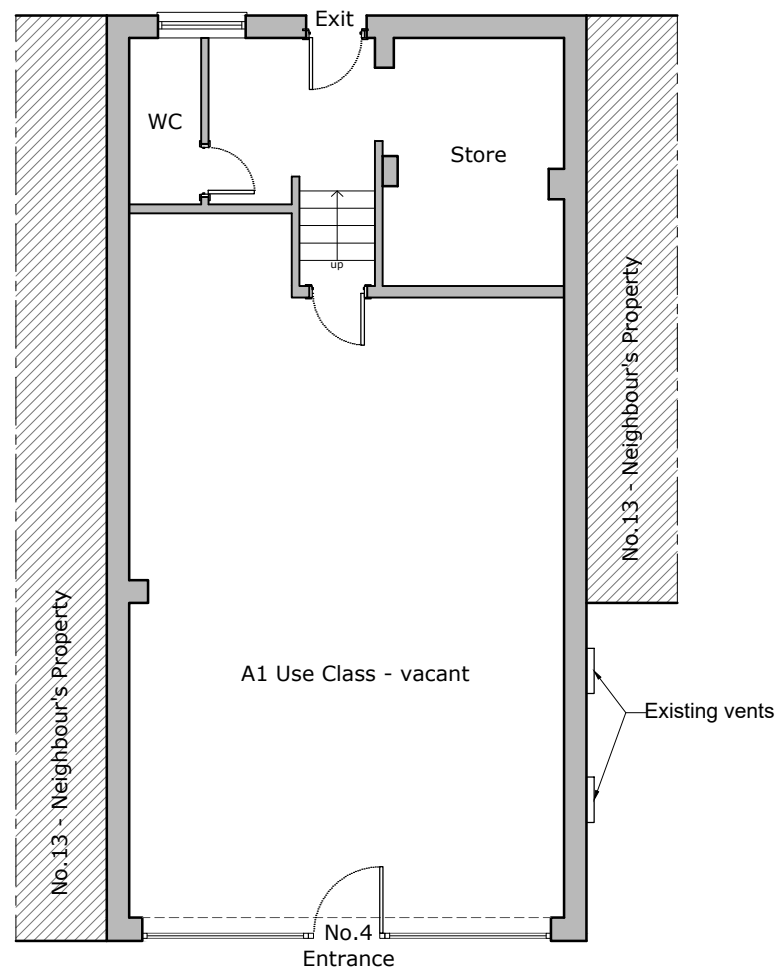 Exit
WC
Store
up
No.13 - Neighbour's Property
A1 Use Class - vacant
Existing vents
No.13 - Neighbour's Property
No.4
Entrance